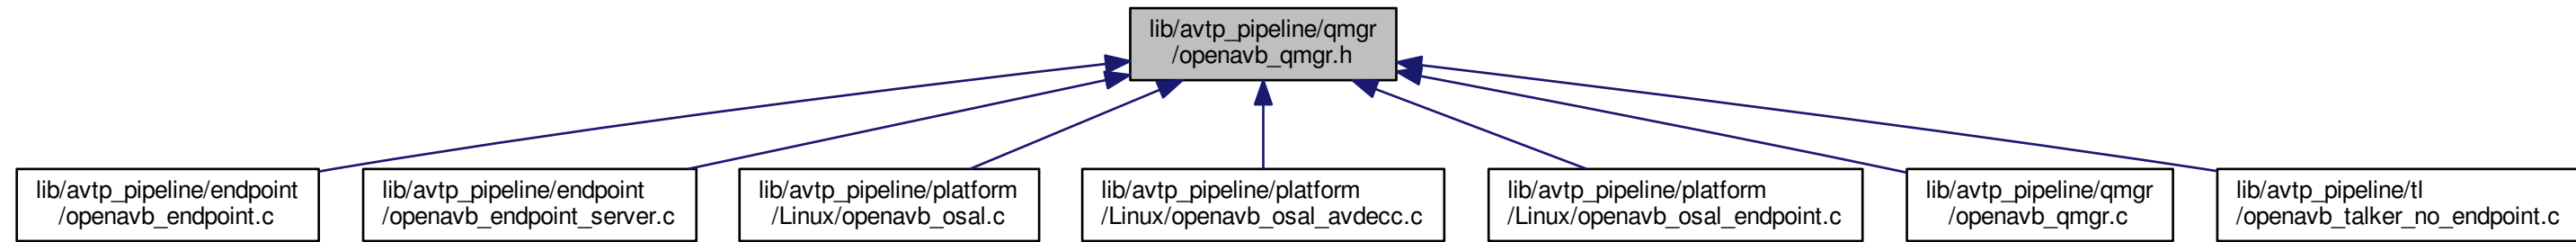 lib/avtp_pipeline/qmgr
/openavb_qmgr.h
lib/avtp_pipeline/endpoint
/openavb_endpoint.c
lib/avtp_pipeline/endpoint
/openavb_endpoint_server.c
lib/avtp_pipeline/platform
/Linux/openavb_osal.c
lib/avtp_pipeline/platform
/Linux/openavb_osal_avdecc.c
lib/avtp_pipeline/platform
/Linux/openavb_osal_endpoint.c
lib/avtp_pipeline/qmgr
/openavb_qmgr.c
lib/avtp_pipeline/tl
/openavb_talker_no_endpoint.c